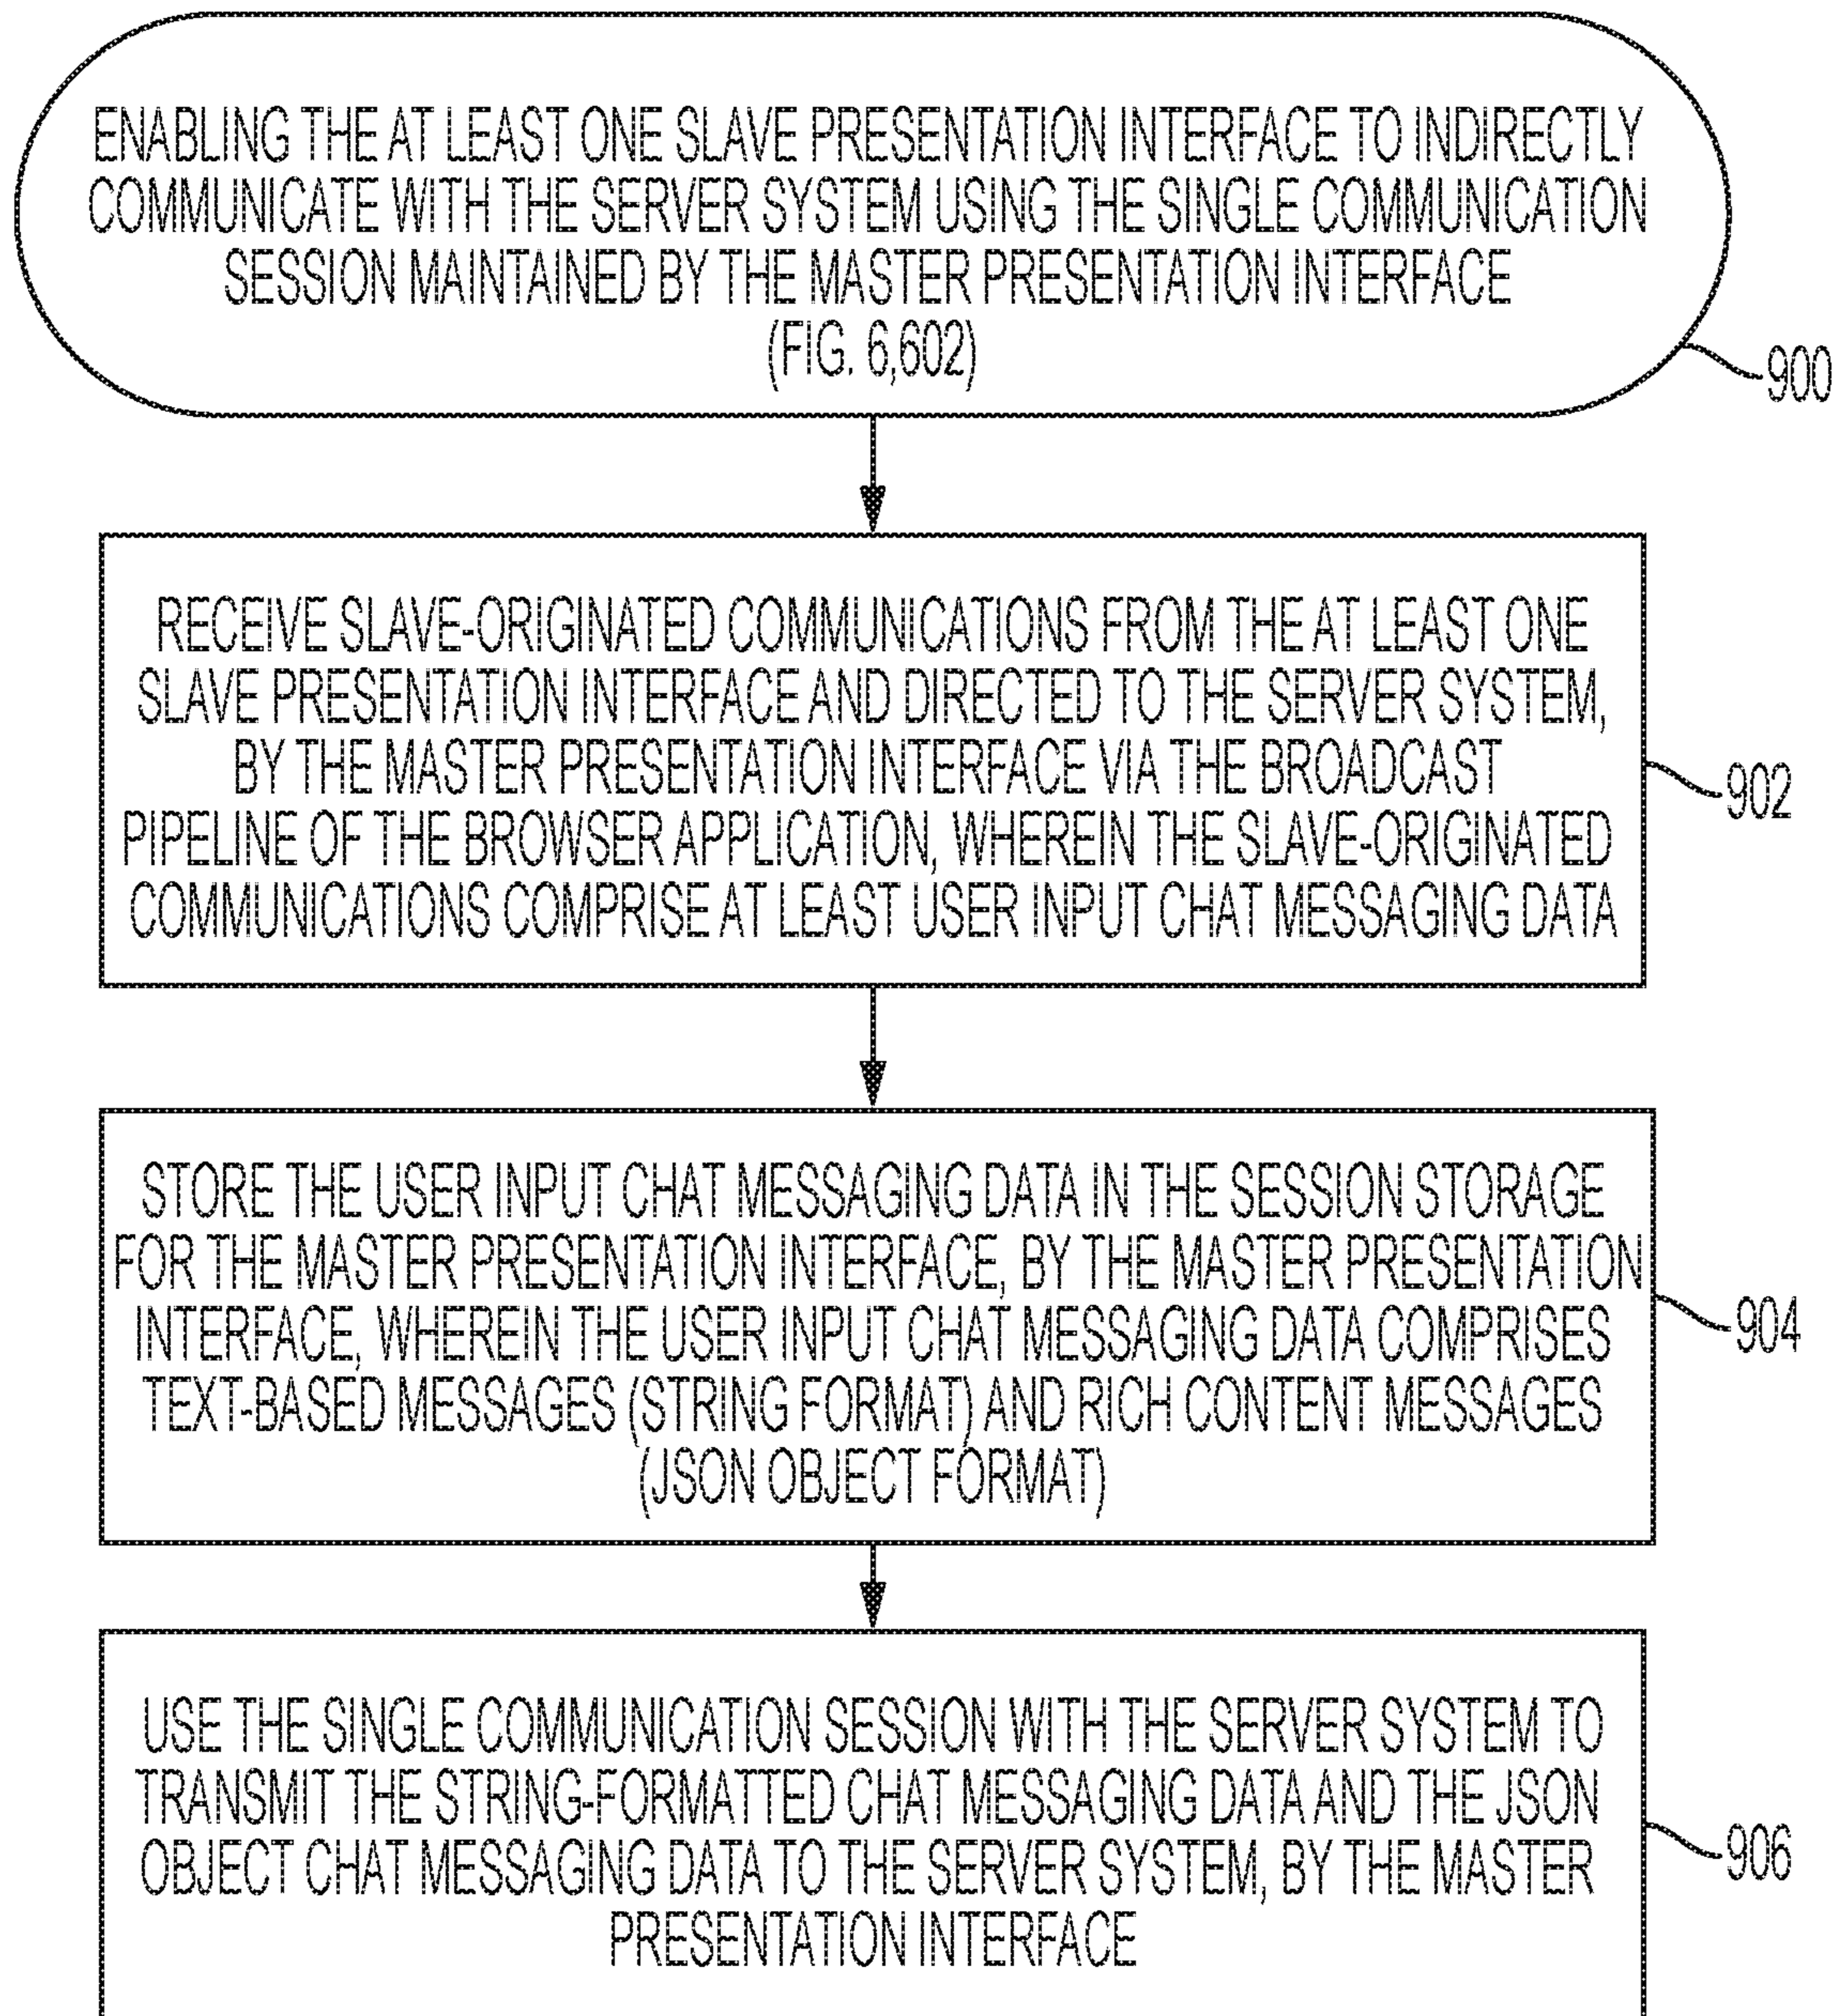 ENABLING THE AT LEAST ONE SLAVE PRESENTATION INTERFACE TO INDIRECTLY
COMMUNICATE WITH THE SERVER SYSTEM USING THE SINGLE COMMUNICATION
SESSION MAINTAINED BY THE MASTER PRESENTATION INTERFACE
(FIG. 6,602)
900
RECEIVE SLAVE-ORIGINATED COMMUNICATIONS FROM THE AT LEAST ONE
SLAVE PRESENTATION INTERFACE AND DIRECTED TO THE SERVER SYSTEM,
BY THE MASTER PRESENTATION INTERFACE VIA THE BROADCAST
PIPELINE OF THE BROWSER APPLICATION, WHEREIN THE SLAVE-ORIGINATED
COMMUNICATIONS COMPRISE AT LEAST USER INPUT CHAT MESSAGING DATA
902
STORE THE USER INPUT CHAT MESSAGING DATA IN THE SESSION STORAGE
FOR THE MASTER PRESENTATION INTERFACE, BY THE MASTER PRESENTATION
INTERFACE, WHEREIN THE USER INPUT CHAT MESSAGING DATA COMPRISES
TEXT-BASED MESSAGES (STRING FORMAT) AND RICH CONTENT MESSAGES
(JSON OBJECT FORMAT)
904
USE THE SINGLE COMMUNICATION SESSION WITH THE SERVER SYSTEM TO
TRANSMIT THE STRING-FORMATTED CHAT MESSAGING DATA AND THE JSON
OBJECT CHAT MESSAGING DATA TO THE SERVER SYSTEM, BY THE MASTER
PRESENTATION INTERFACE
906